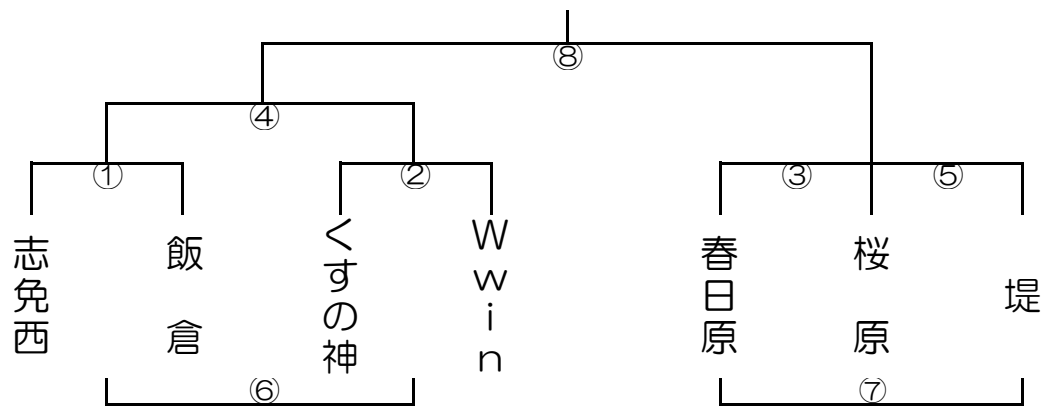 ⑧
④
① ② ③ ⑤
志免西
飯倉
くすの神
Wwin
春日原
桜原
堤
⑥ ⑦